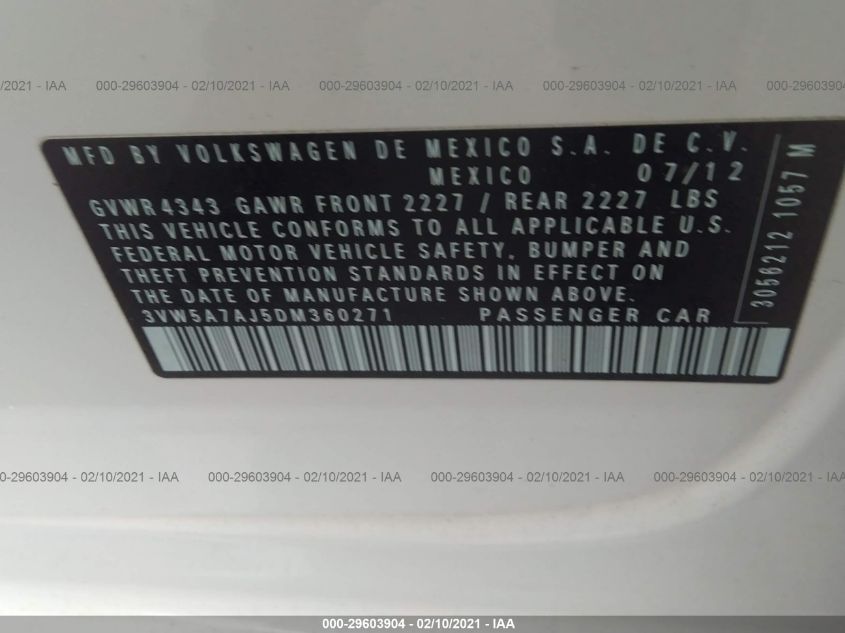 /2021 - IAA 000-29603904 - 02/10/2021 - IAA 000-29603904 - 02/10/2021 - IAA 000-29603904 - 02/10/2021 - IAA 000-296039
MFD BY VOLKSWAGEN DE MEXICO S.A. DE C.V.
MEXICO 07/12
GVWR4343 GAWR FRONT 2227 / REAR 2227 LBS
THIS VEHICLE CONFORMS TO ALL APPLICABLE U.S.
FEDERAL MOTOR VEHICLE SAFETY, BUMPER AND
THEFT PREVENTION STANDARDS IN EFFECT ON
THE DATE OF MANUFACTURE SHOWN ABOVE.
3VW5A7AJ5DM360271 PASSENGER CAR
3056212 1057 M
0-29603904 - 02/10/2021 - IAA 000-29603904 - 02/10/2021 - IAA 000-29603904 - 02/10/2021 - IAA 000-29603904 - 02/10/2021 - IAA
000-29603904 - 02/10/2021 - IAA